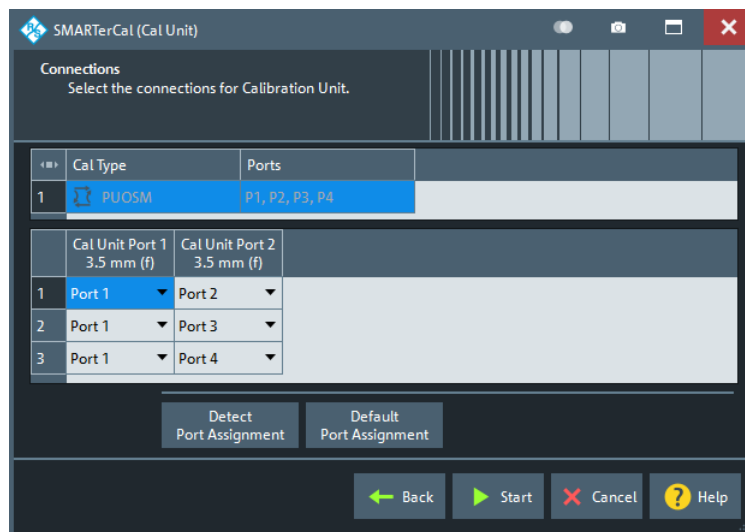 SMARTerCal (Cal Unit)
Connections
Select the connections for Calibration Unit.
Cal Type Ports
1 PUOSM P1, P2, P3, P4
Cal Unit Port 1 Cal Unit Port 2
3.5 mm (f) 3.5 mm (f)
1 Port 1 Port 2
2 Port 1 Port 3
3 Port 1 Port 4
Detect Default
Port Assignment Port Assignment
Back Start Cancel ? Help